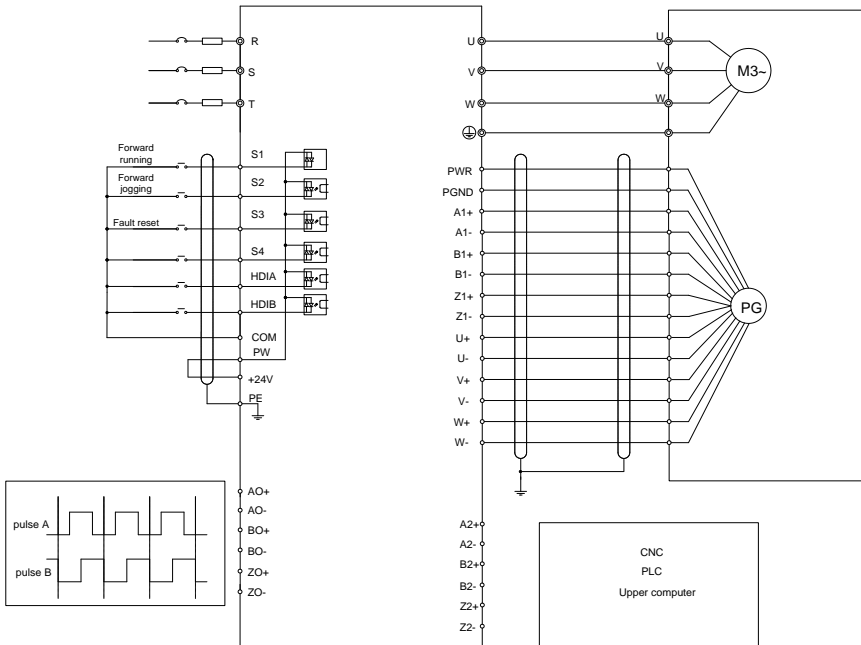 R
S
T
Forward
running
Forward
jogging
Fault reset
S1
S2
S3
S4
HDIA
HDIB
COM
PW
+24V
PE
AO+
AO-
BO+
BO-
ZO+
ZO-
pulse A
pulse B
U
V
W
U
V
W
M3~
PWR
PGND
A1+
A1-
B1+
B1-
Z1+
Z1-
U+
U-
V+
V-
W+
W-
PG
A2+
A2-
B2+
B2-
Z2+
Z2-
CNC
PLC
Upper computer